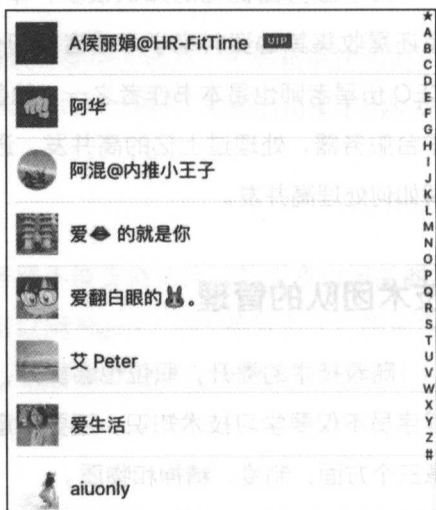 A侯丽娟@HR-FitTime VIP
阿华
阿混@内推小王子
爱👄 的就是你
爱翻白眼的🐰。
艾 Peter
爱生活
aiuonly
★
A
B
C
D
E
F
G
H
I
J
K
L
M
N
O
P
Q
R
S
T
U
V
W
X
Y
Z
#